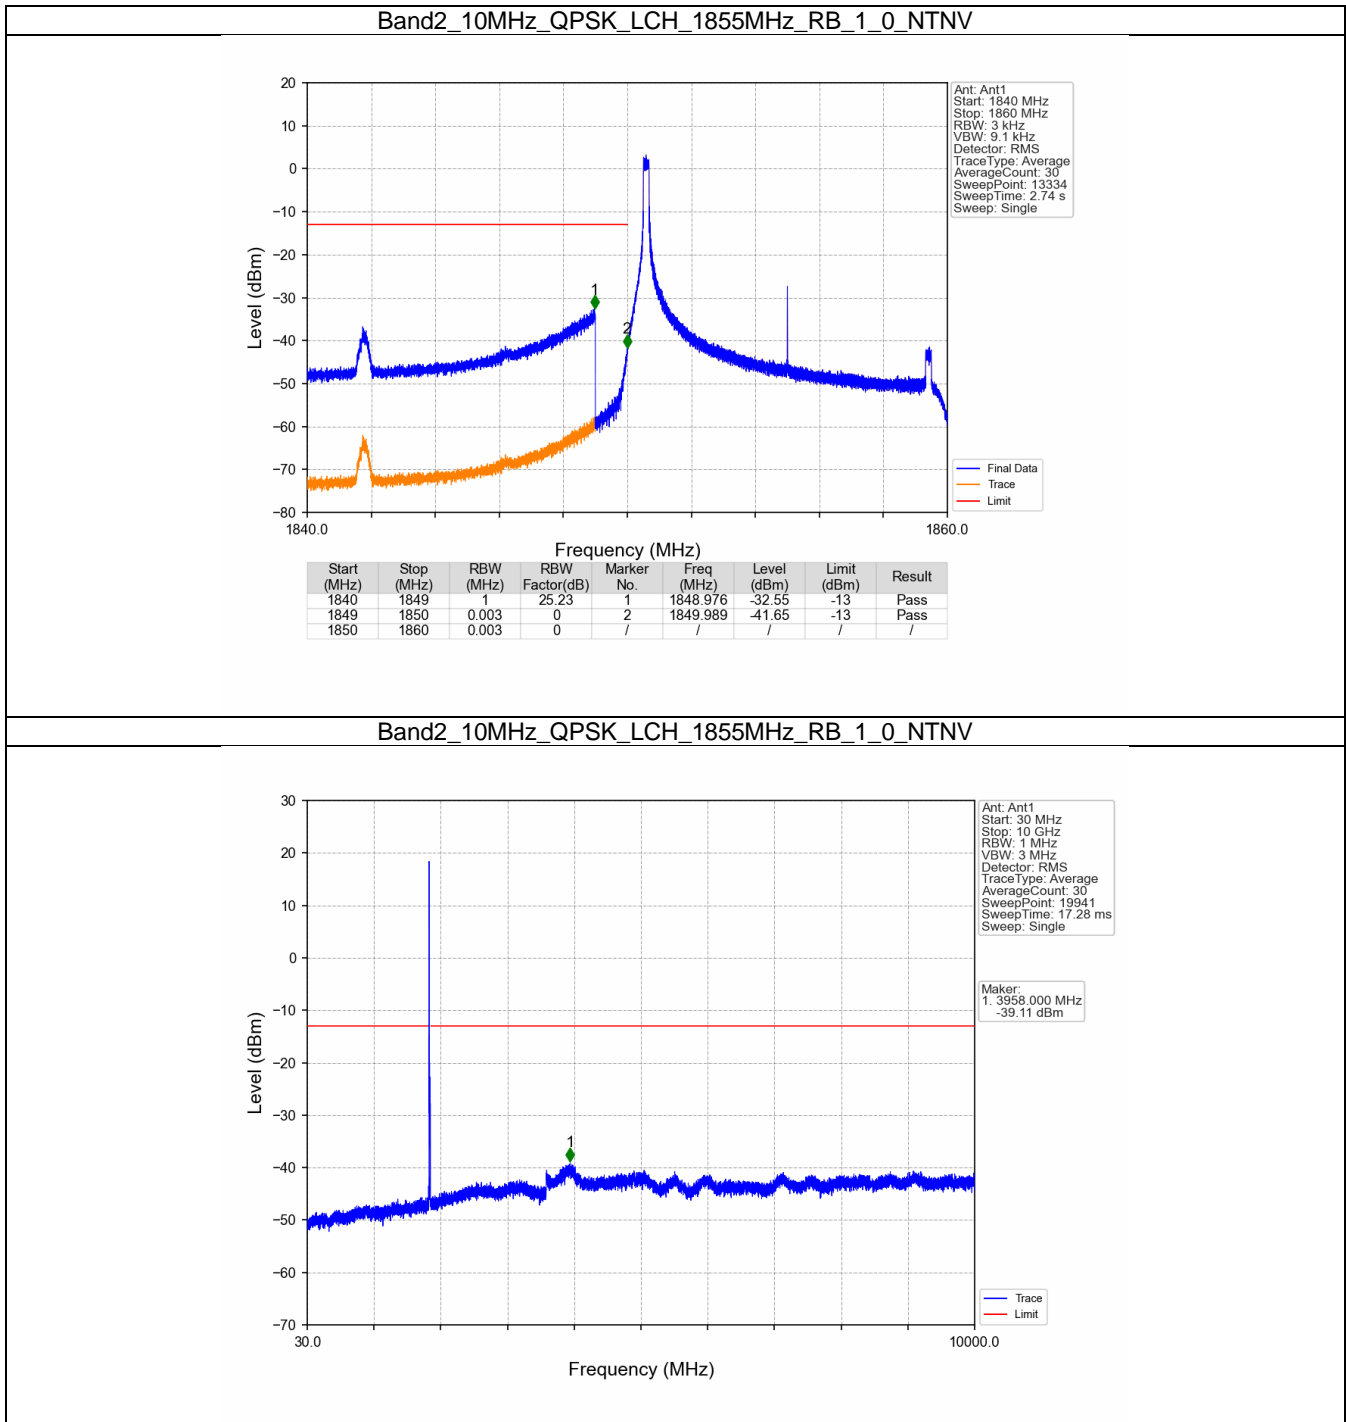 Band2_10MHz_QPSK_LCH_1855MHz_RB_1_0_NTNV
Ant: Ant1
Start: 1840 MHz
Stop: 1860 MHz
RBW: 3 kHz
VBW: 9.1 kHz
Detector: RMS
TraceType: Average
AverageCount: 30
SweepPoint: 13334
SweepTime: 2.74 s
Sweep: Single
20
10
0
−10
−20
−30
−40
−50
−60
−70
−80
Level (dBm)
1
2
Final Data
Trace
Limit
1840.0 1860.0
Frequency (MHz)
Start (MHz) Stop (MHz) RBW (MHz) RBW Factor(dB) Marker No. Freq (MHz) Level (dBm) Limit (dBm) Result
1840 1849 1 25.23 1 1848.976 -32.55 -13 Pass
1849 1850 0.003 0 2 1849.989 -41.65 -13 Pass
1850 1860 0.003 0 / / / / /
Band2_10MHz_QPSK_LCH_1855MHz_RB_1_0_NTNV
Ant: Ant1
Start: 30 MHz
Stop: 10 GHz
RBW: 1 MHz
VBW: 3 MHz
Detector: RMS
TraceType: Average
AverageCount: 30
SweepPoint: 19941
SweepTime: 17.28 ms
Sweep: Single
Maker:
1. 3958.000 MHz
-39.11 dBm
30
20
10
0
−10
−20
−30
−40
−50
−60
−70
Level (dBm)
1
Trace
Limit
30.0 10000.0
Frequency (MHz)